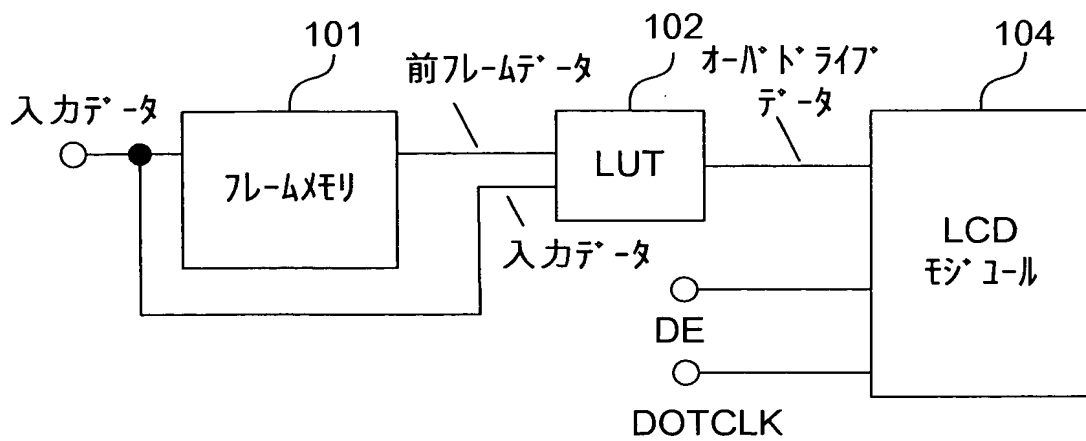 101
102
104
入力データ
前フレームデータ
オーバドライブ
データ
フレームメモリ
LUT
入力データ
LCD
モジュール
DE
DOTCLK